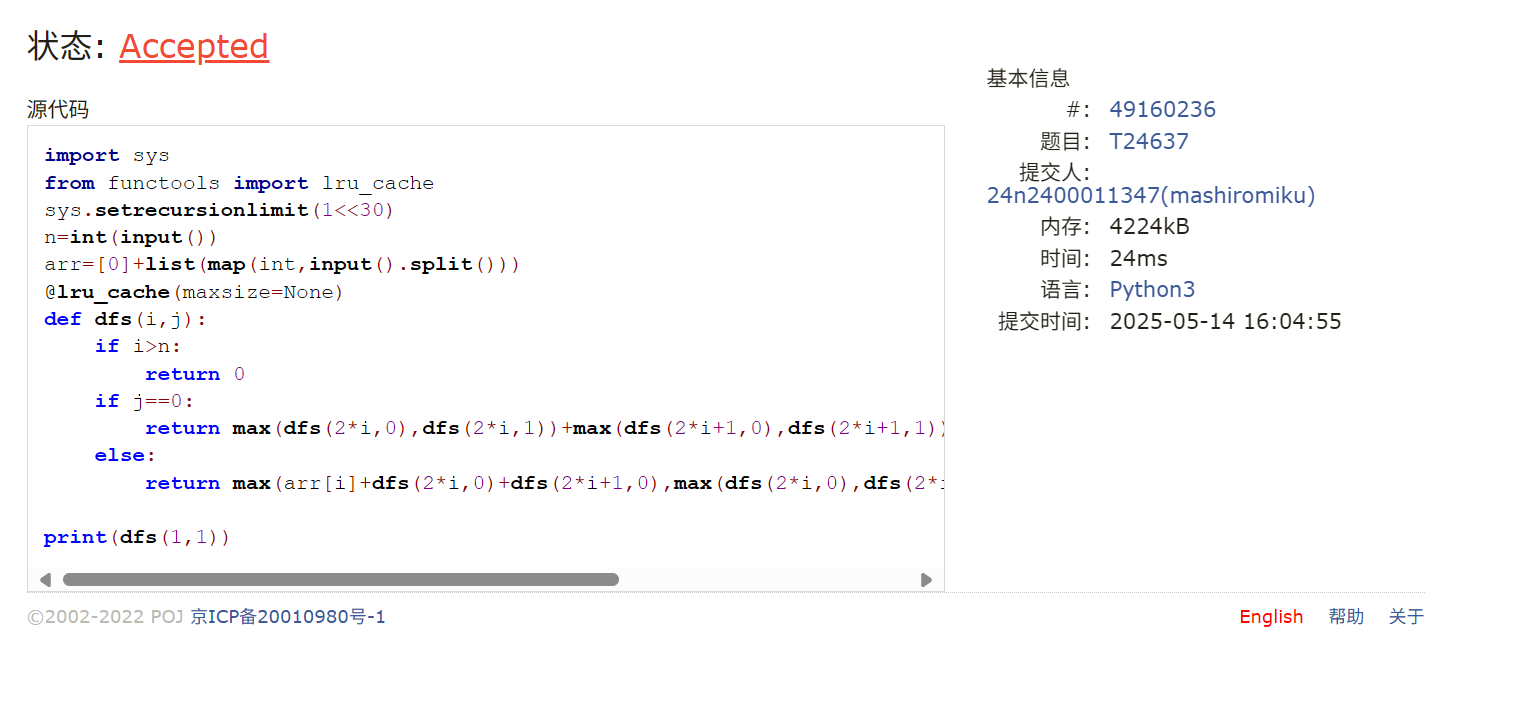 状态: Accepted
源代码
import sys
from functools import lru_cache
sys.setrecursionlimit(1<<30)
n=int(input())
arr=[0]+list(map(int,input().split()))
@lru_cache(maxsize=None)
def dfs(i,j):
    if i>n:
        return 0
    if j==0:
        return max(dfs(2*i,0),dfs(2*i,1))+max(dfs(2*i+1,0),dfs(2*i+1,1))
    else:
        return max(arr[i]+dfs(2*i,0)+dfs(2*i+1,0),max(dfs(2*i,0),dfs(2*i
print(dfs(1,1))
基本信息
#: 49160236
题目: T24637
提交人:
24n2400011347(mashiromiku)
内存: 4224kB
时间: 24ms
语言: Python3
提交时间: 2025-05-14 16:04:55
©2002-2022 POJ 京ICP备20010980号-1
English 帮助 关于